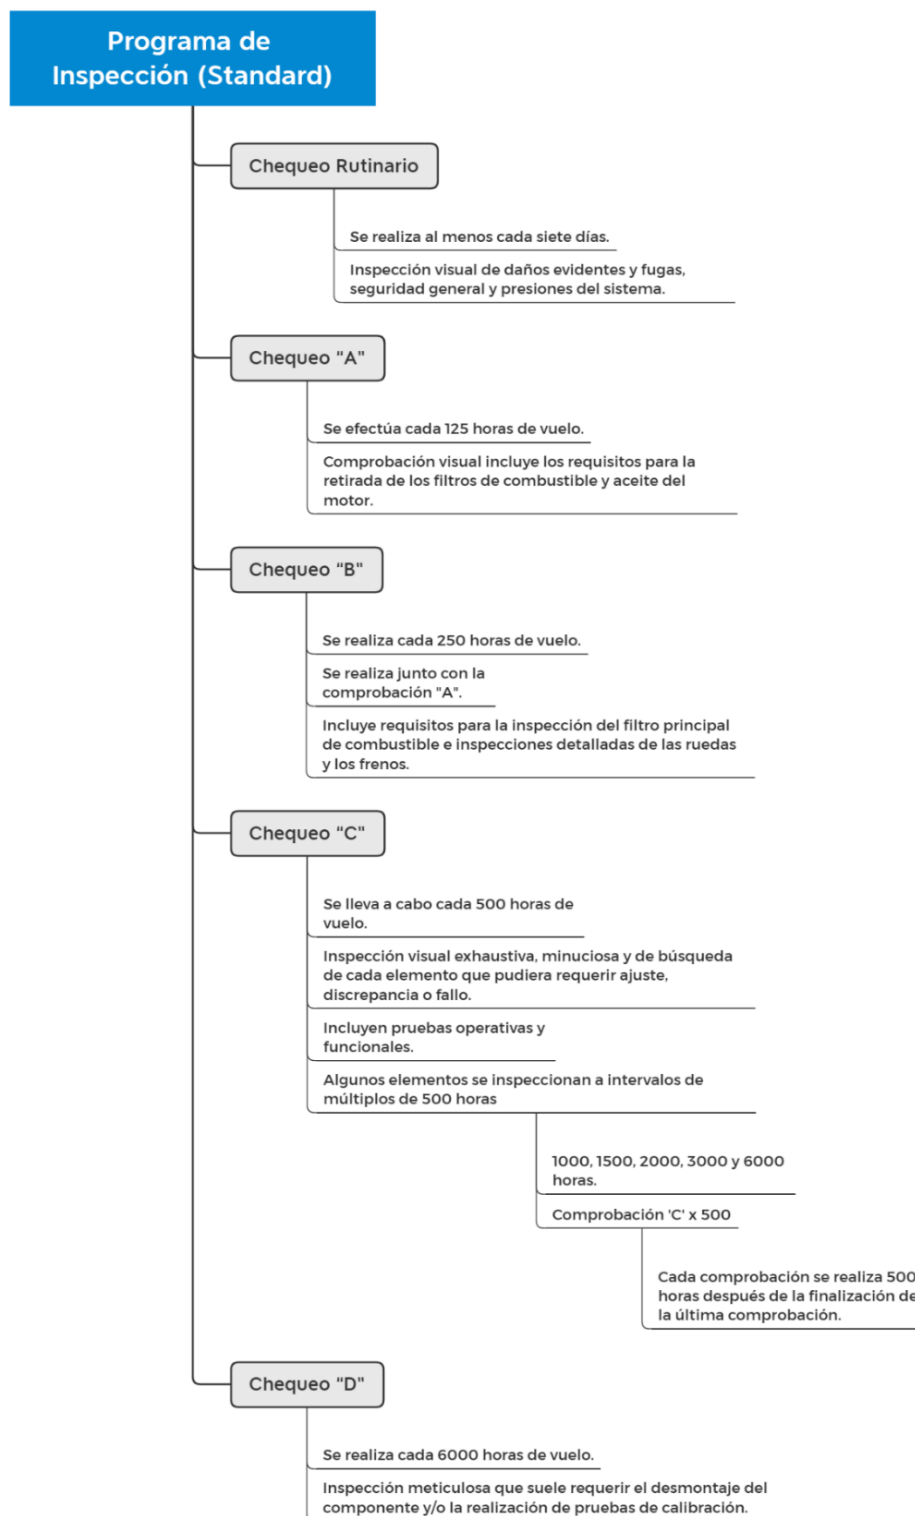 Programa de
Inspección (Standard)
Chequeo Rutinario
Se realiza al menos cada siete días.
Inspección visual de daños evidentes y fugas,
seguridad general y presiones del sistema.
Chequeo "A"
Se efectúa cada 125 horas de vuelo.
Comprobación visual incluye los requisitos para la
retirada de los filtros de combustible y aceite del
motor.
Chequeo "B"
Se realiza cada 250 horas de vuelo.
Se realiza junto con la
comprobación "A".
Incluye requisitos para la inspección del filtro principal
de combustible e inspecciones detalladas de las ruedas
y los frenos.
Chequeo "C"
Se lleva a cabo cada 500 horas de
vuelo.
Inspección visual exhaustiva, minuciosa y de búsqueda
de cada elemento que pudiera requerir ajuste,
discrepancia o fallo.
Incluyen pruebas operativas y
funcionales.
Algunos elementos se inspeccionan a intervalos de
múltiplos de 500 horas
1000, 1500, 2000, 3000 y 6000
horas.
Comprobación 'C' x 500
Cada comprobación se realiza 500
horas después de la finalización de
la última comprobación.
Chequeo "D"
Se realiza cada 6000 horas de vuelo.
Inspección meticulosa que suele requerir el desmontaje del
componente y/o la realización de pruebas de calibración.